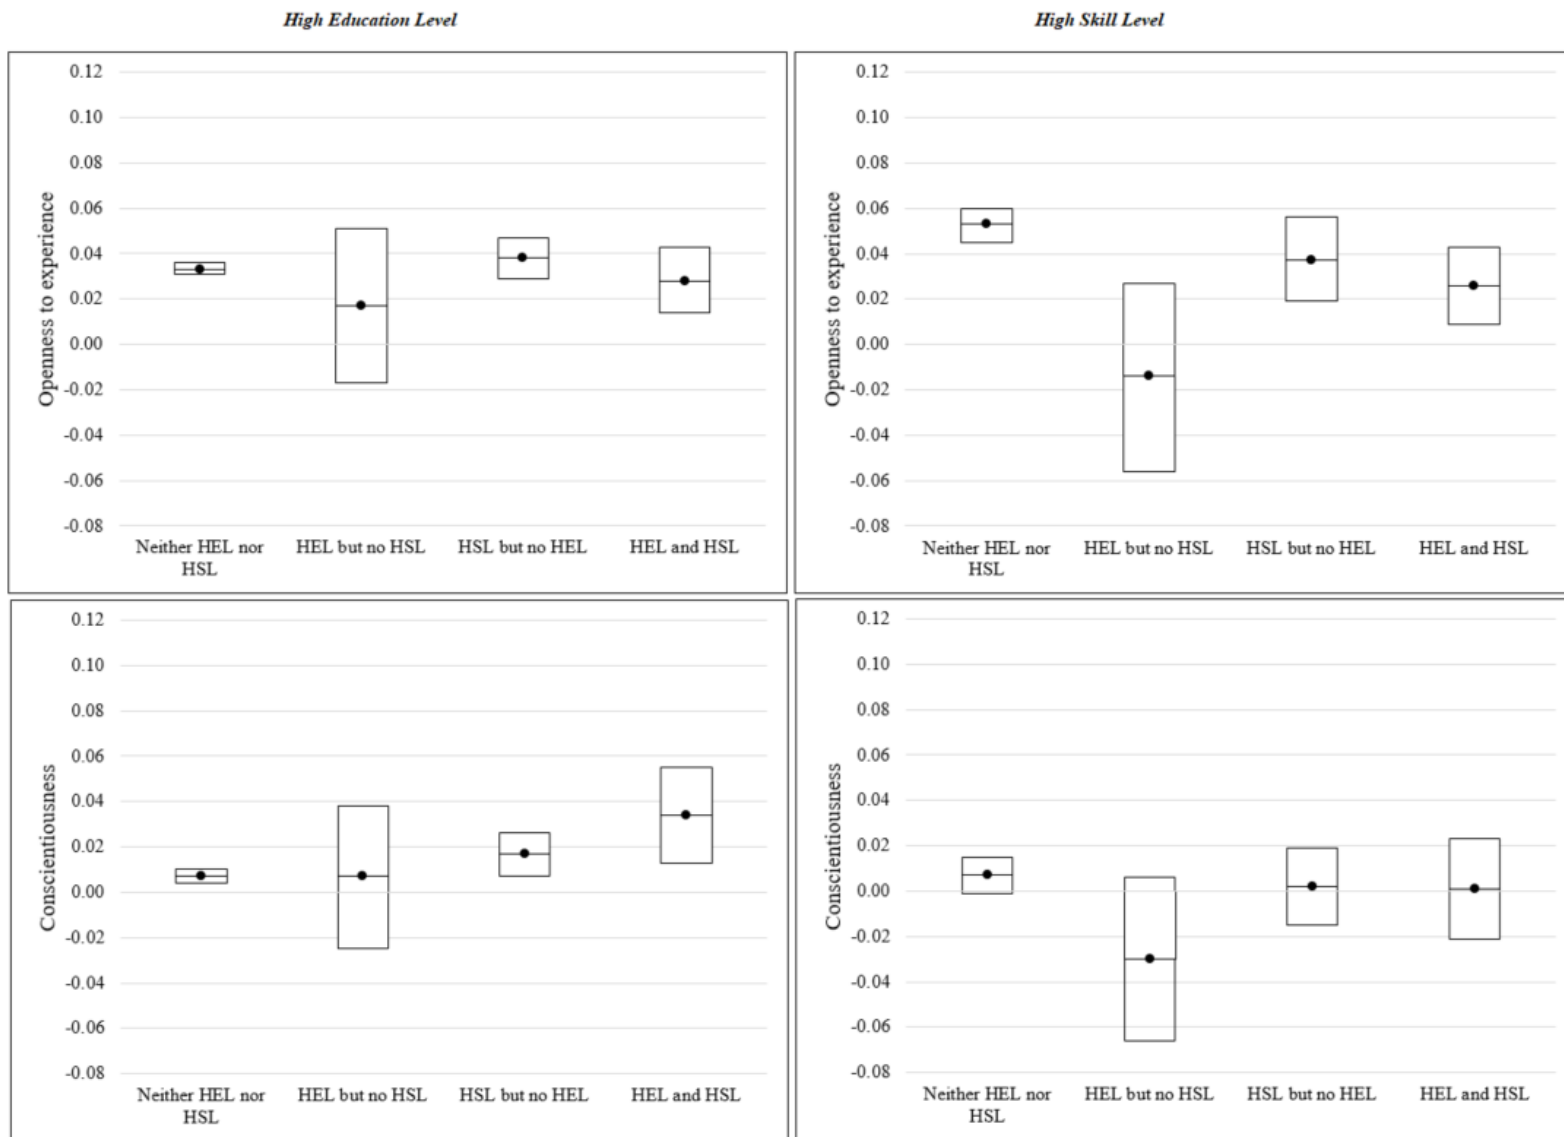 High Education Level
High Skill Level
Openness to experience
0.12
0.10
0.08
0.06
0.04
0.02
0.00
-0.02
-0.04
-0.06
-0.08
Neither HEL nor
HSL
HEL but no HSL
HSL but no HEL
HEL and HSL
Openness to experience
0.12
0.10
0.08
0.06
0.04
0.02
0.00
-0.02
-0.04
-0.06
-0.08
Neither HEL nor
HSL
HEL but no HSL
HSL but no HEL
HEL and HSL
Conscientiousness
0.12
0.10
0.08
0.06
0.04
0.02
0.00
-0.02
-0.04
-0.06
-0.08
Neither HEL nor
HSL
HEL but no HSL
HSL but no HEL
HEL and HSL
Conscientiousness
0.12
0.10
0.08
0.06
0.04
0.02
0.00
-0.02
-0.04
-0.06
-0.08
Neither HEL nor
HSL
HEL but no HSL
HSL but no HEL
HEL and HSL